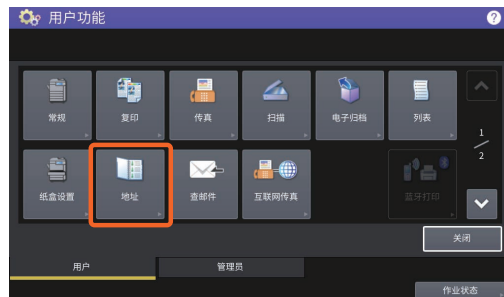 用户功能 ?
常规 复印 传真 扫描 电子归档 列表
1
2
纸盒设置 地址 查邮件 互联网传真 蓝牙打印
关闭
用户 管理员
作业状态